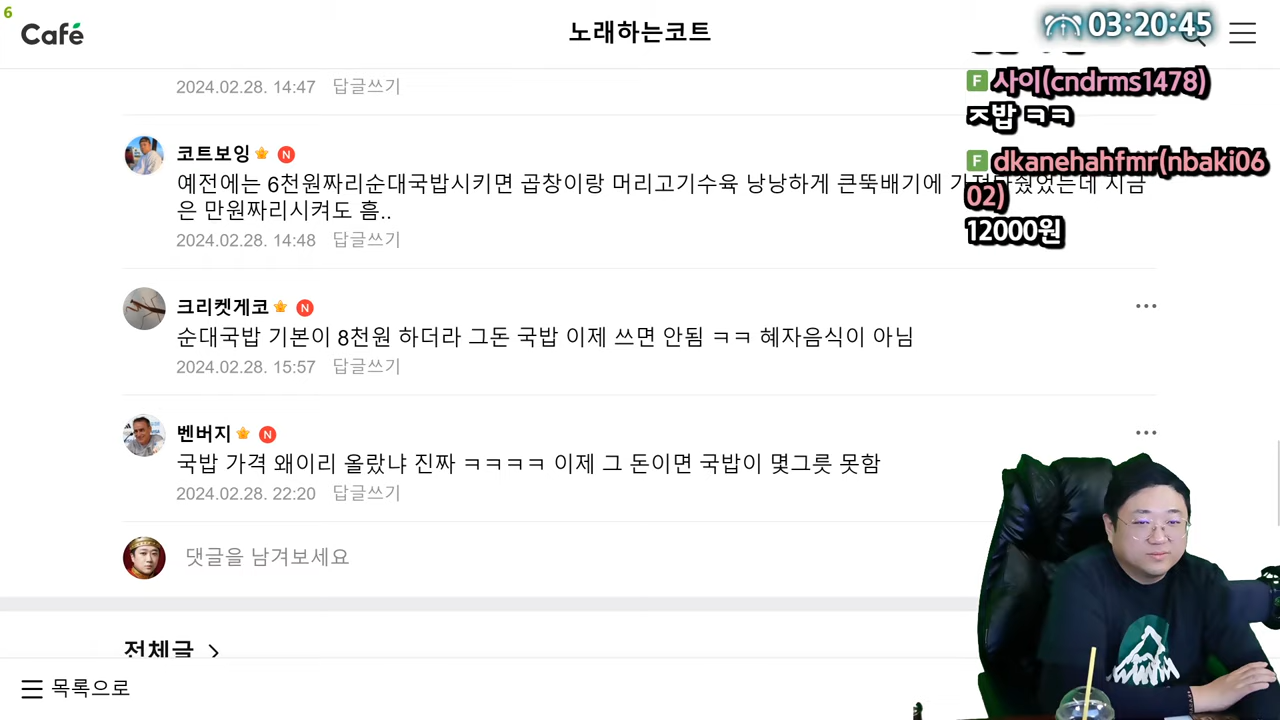 6
Café
노래하는코트
03:20:45
2024.02.28. 14:47 답글쓰기
F 사이(cndrms1478)
ㅈ밥 ㅋㅋ
F dkanehahfmr(nbaki06
02)
12000원
코트보잉 N
예전에는 6천원짜리순대국밥시키면 곱창이랑 머리고기수육 낭낭하게 큰뚝배기에 지금
은 만원짜리시켜도 흠..
2024.02.28. 14:48 답글쓰기
크리켓게코 N
순대국밥 기본이 8천원 하더라 그돈 국밥 이제 쓰면 안됨 ㅋㅋ 혜자음식이 아님
2024.02.28. 15:57 답글쓰기
벤버지 N
국밥 가격 왜이리 올랐냐 진짜 ㅋㅋㅋㅋ 이제 그 돈이면 국밥이 몇그릇 못함
2024.02.28. 22:20 답글쓰기
댓글을 남겨보세요
전체글
목록으로